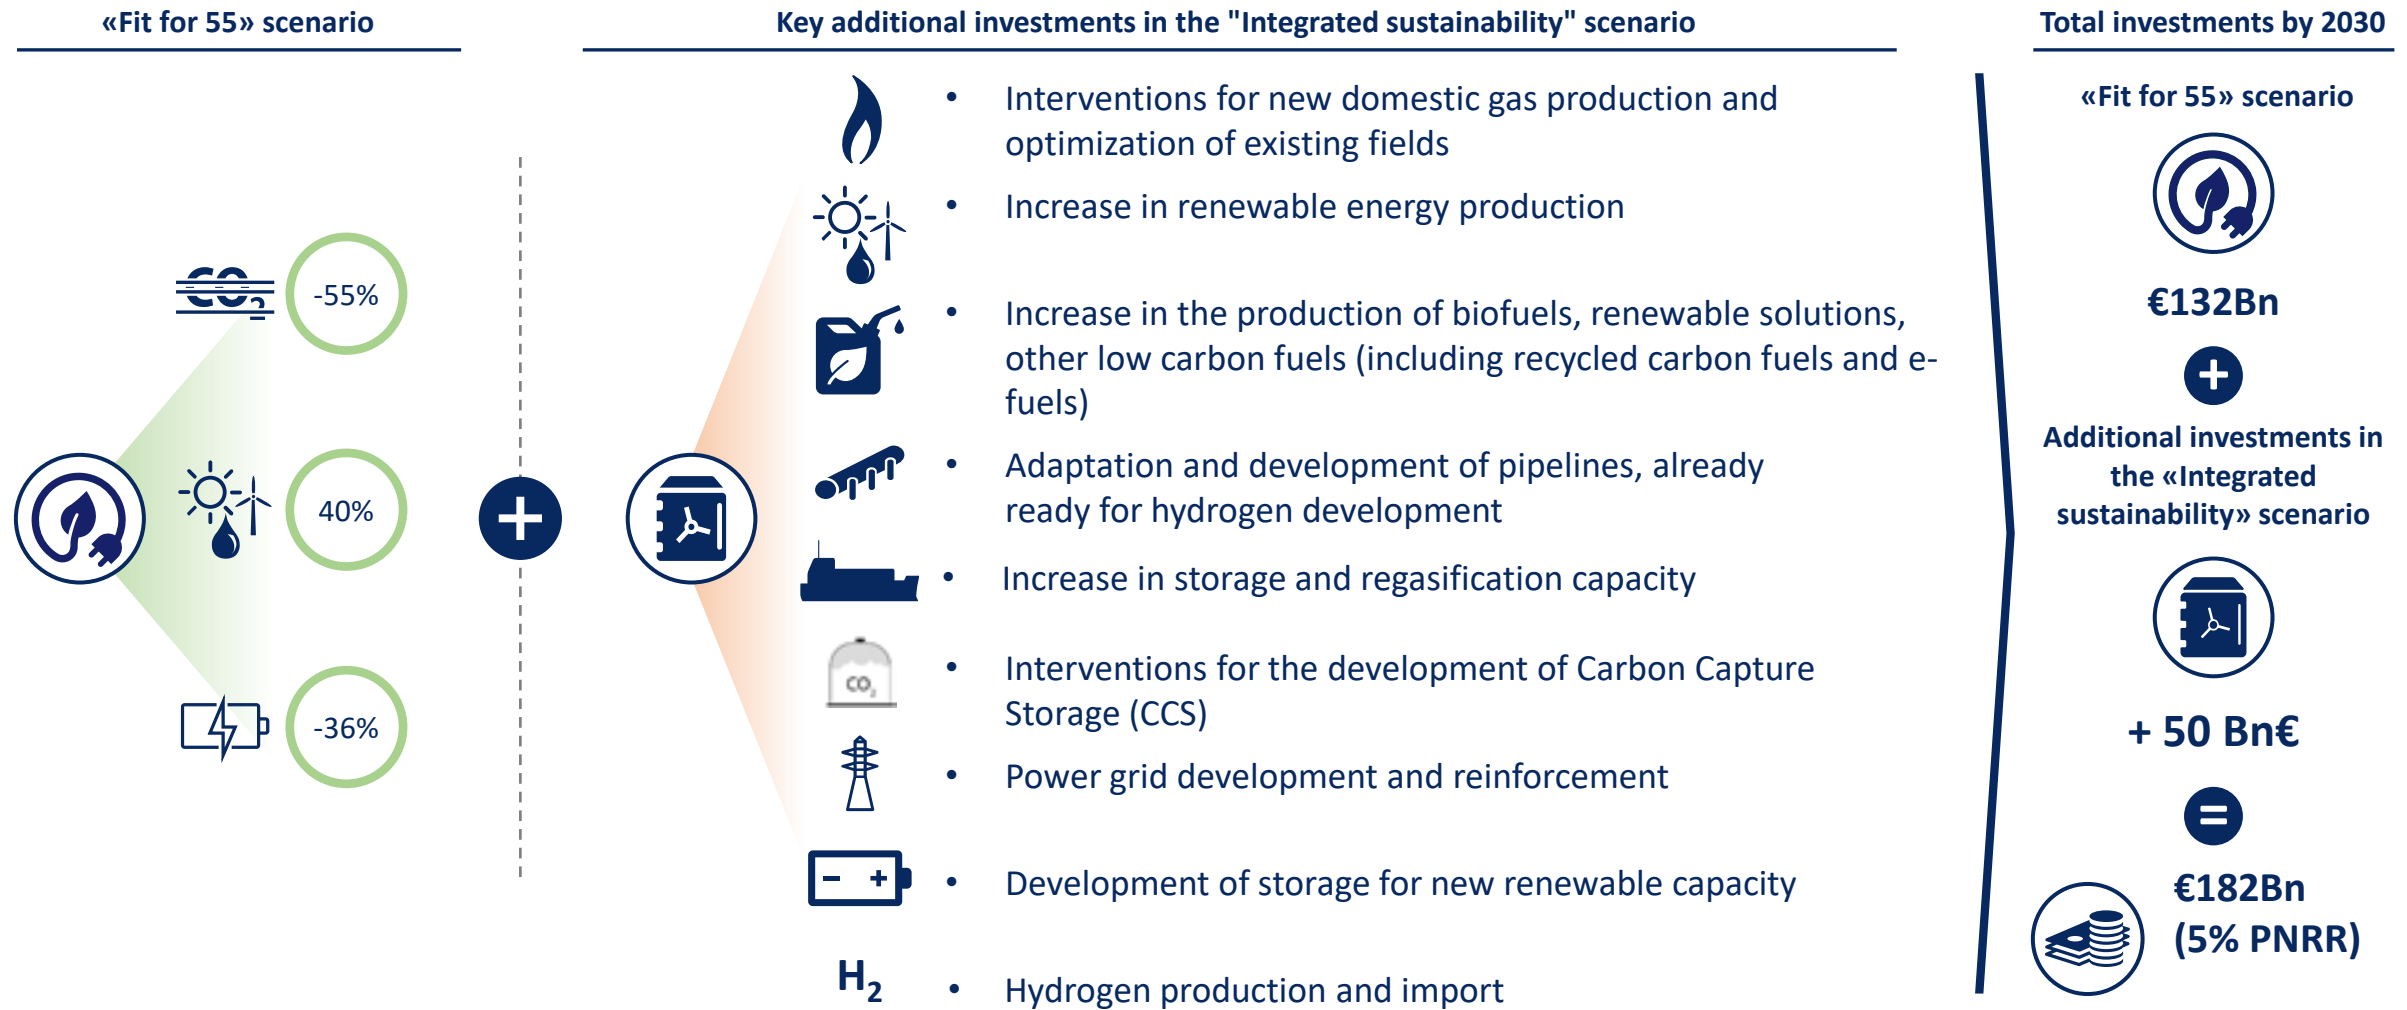 «Fit for 55» scenario
CO2
-55%
40%
-36%
Key additional investments in the "Integrated sustainability" scenario
• Interventions for new domestic gas production and
optimization of existing fields
• Increase in renewable energy production
• Increase in the production of biofuels, renewable solutions,
other low carbon fuels (including recycled carbon fuels and e-
fuels)
• Adaptation and development of pipelines, already
ready for hydrogen development
• Increase in storage and regasification capacity
CO2
• Interventions for the development of Carbon Capture
Storage (CCS)
• Power grid development and reinforcement
• Development of storage for new renewable capacity
H2
• Hydrogen production and import
Total investments by 2030
«Fit for 55» scenario
€132Bn
+
Additional investments in
the «Integrated
sustainability» scenario
+ 50 Bn€
=
€182Bn
(5% PNRR)